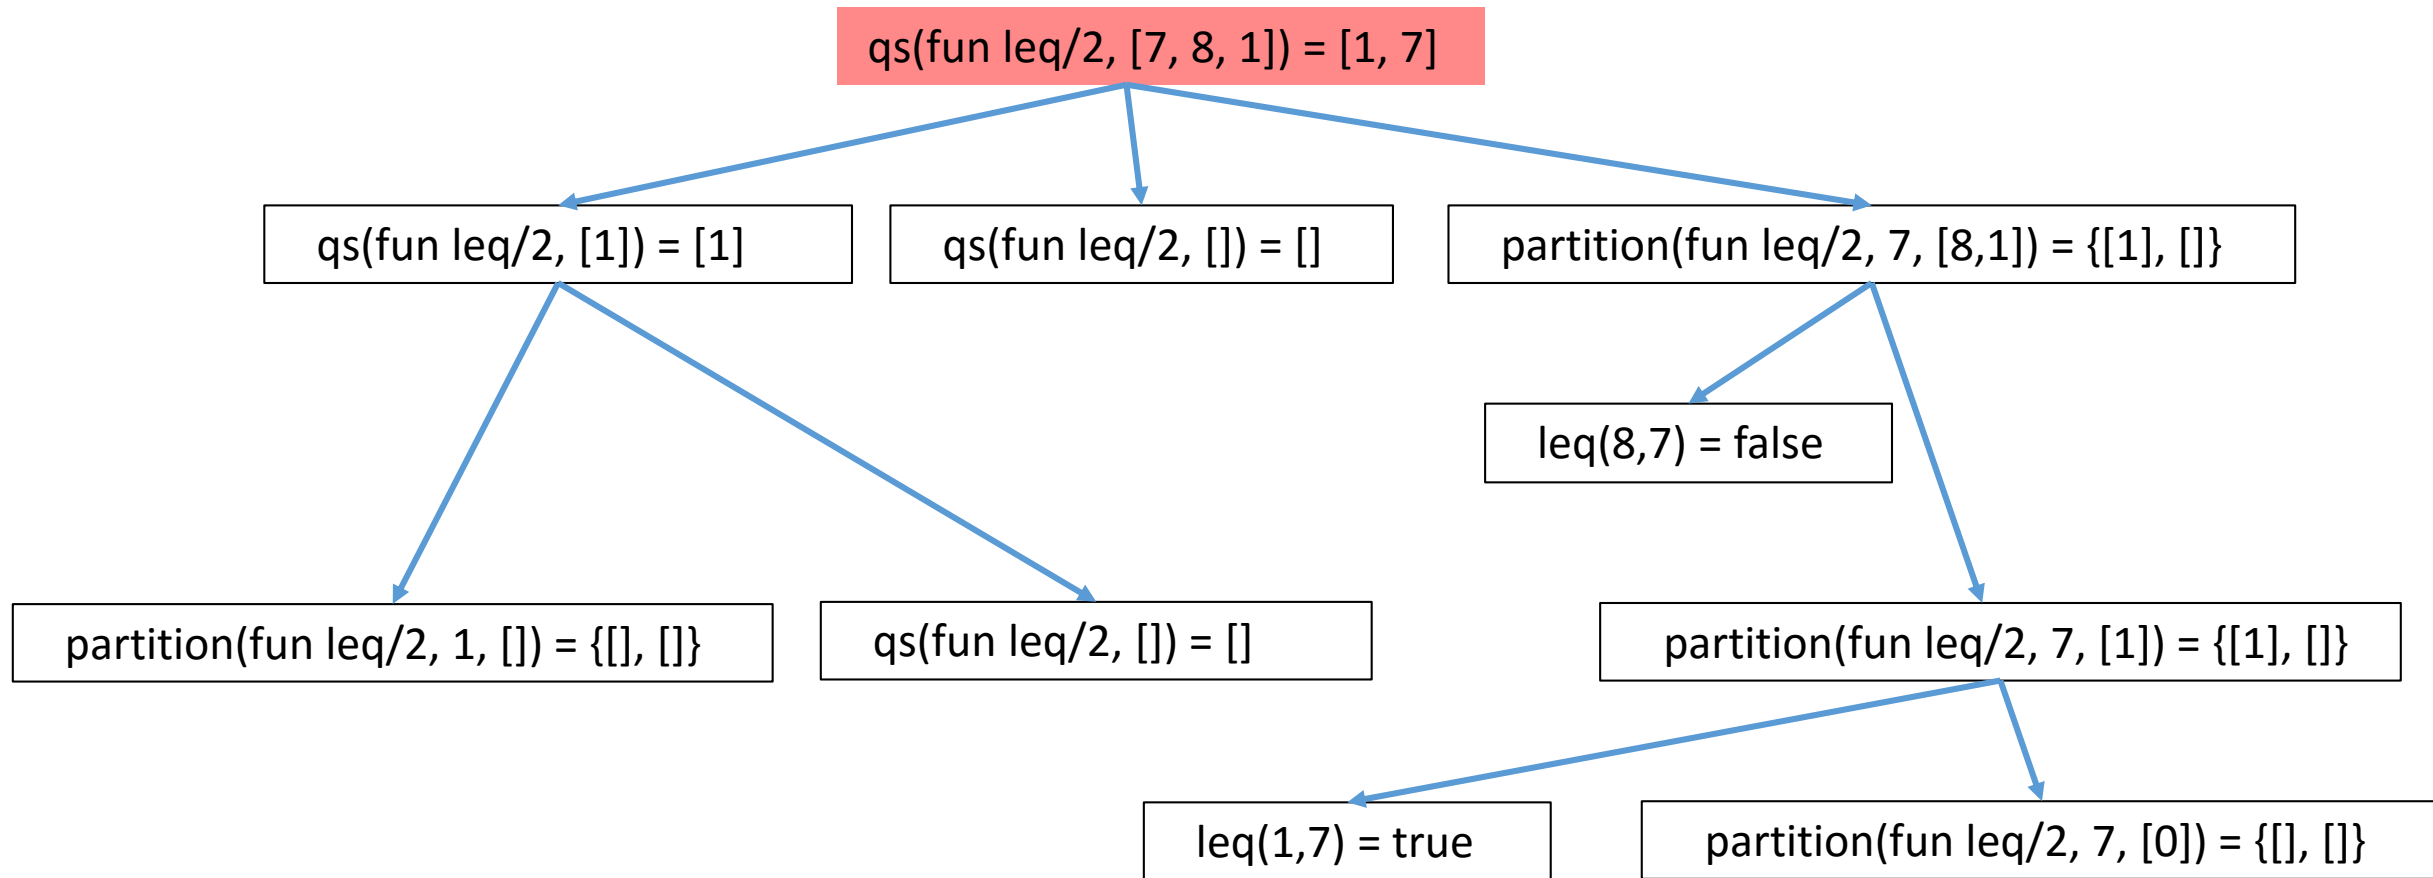 qs(fun leq/2, [7, 8, 1]) = [1, 7]
qs(fun leq/2, [1]) = [1]
qs(fun leq/2, []) = []
partition(fun leq/2, 7, [8,1]) = {[1], []}
leq(8,7) = false
partition(fun leq/2, 1, []) = {[], []}
qs(fun leq/2, []) = []
partition(fun leq/2, 7, [1]) = {[1], []}
leq(1,7) = true
partition(fun leq/2, 7, [0]) = {[], []}